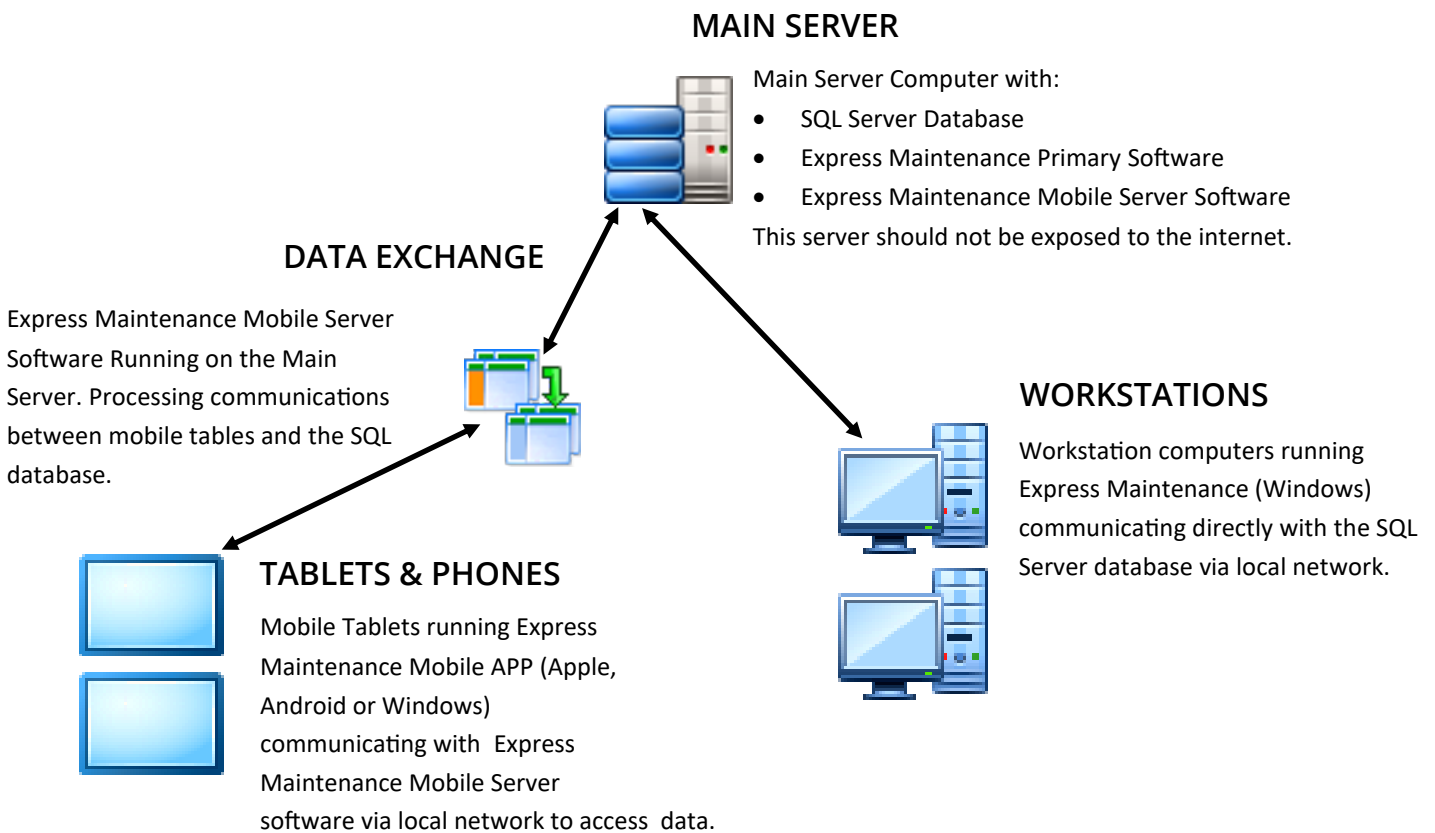 MAIN SERVER
Main Server Computer with:
• SQL Server Database
• Express Maintenance Primary Software
• Express Maintenance Mobile Server Software
This server should not be exposed to the internet.
DATA EXCHANGE
Express Maintenance Mobile Server
Software Running on the Main
Server. Processing communications
between mobile tables and the SQL
database.
WORKSTATIONS
Workstation computers running
Express Maintenance (Windows)
communicating directly with the SQL
Server database via local network.
TABLETS & PHONES
Mobile Tablets running Express
Maintenance Mobile APP (Apple,
Android or Windows)
communicating with  Express
Maintenance Mobile Server
software via local network to access  data.